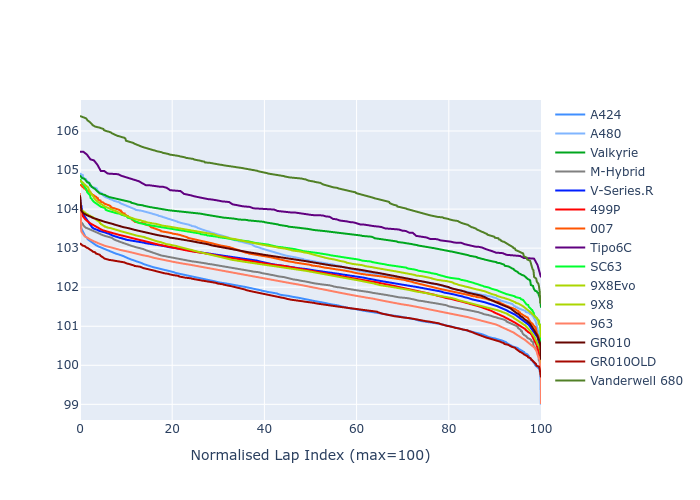 106
105
104
103
102
101
100
99
0 20 40 60 80 100
Normalised Lap Index (max=100)
A424
A480
Valkyrie
M-Hybrid
V-Series.R
499P
007
Tipo6C
SC63
9X8Evo
9X8
963
GR010
GR010OLD
Vanderwell 680